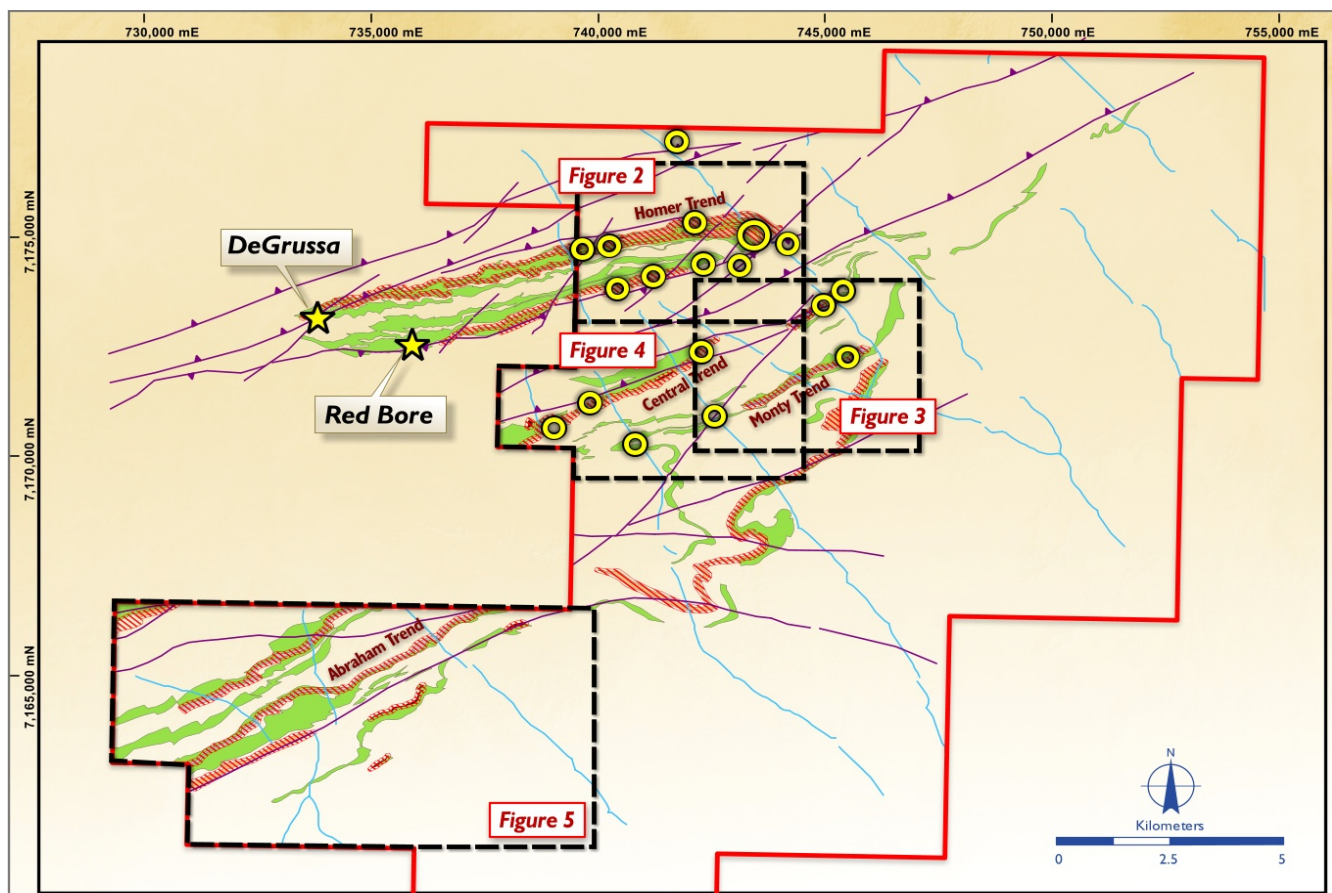 730,000 mE
735,000 mE
740,000 mE
745,000 mE
750,000 mE
755,000 mE
Figure 2
Homer Trend
7,175,000 mN
DeGrussa
Figure 4
Red Bore
Central Trend
Monty Trend
Figure 3
7,170,000 mN
Abraham Trend
7,165,000 mN
Figure 5
N
Kilometers
0
2.5
5